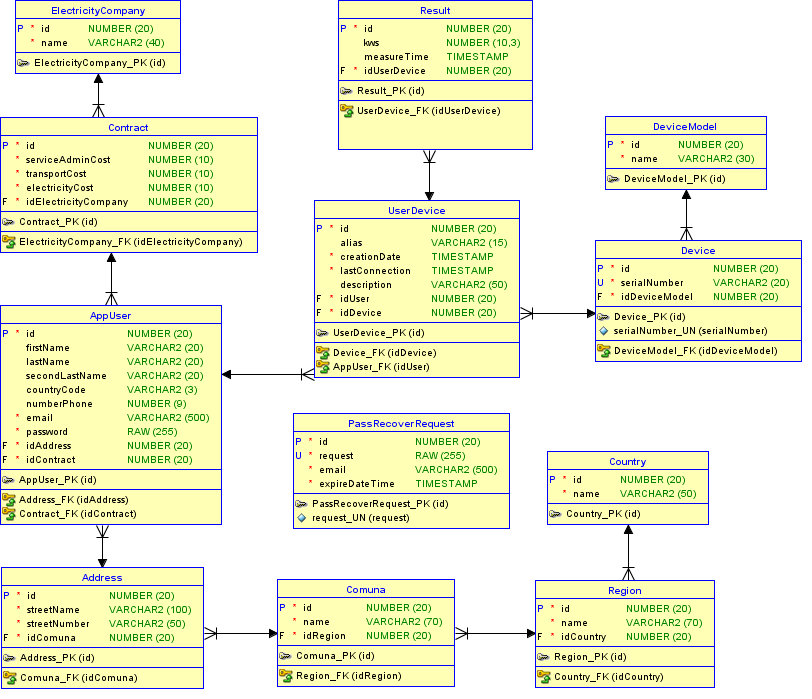 ElectricityCompany
P * id NUMBER (20)
* name VARCHAR2 (40)
ElectricityCompany_PK (id)
Result
P * id NUMBER (20)
kws NUMBER (10,3)
measureTime TIMESTAMP
F * idUserDevice NUMBER (20)
Result_PK (id)
UserDevice_FK (idUserDevice)
Contract
P * id NUMBER (20)
* serviceAdminCost NUMBER (10)
* transportCost NUMBER (10)
* electricityCost NUMBER (10)
F * idElectricityCompany NUMBER (20)
Contract_PK (id)
ElectricityCompany_FK (idElectricityCompany)
DeviceModel
P * id NUMBER (20)
* name VARCHAR2 (30)
DeviceModel_PK (id)
UserDevice
P * id NUMBER (20)
alias VARCHAR2 (15)
* creationDate TIMESTAMP
* lastConnection TIMESTAMP
description VARCHAR2 (50)
F * idUser NUMBER (20)
F * idDevice NUMBER (20)
UserDevice_PK (id)
Device_FK (idDevice)
AppUser_FK (idUser)
Device
P * id NUMBER (20)
U * serialNumber VARCHAR2 (20)
F * idDeviceModel NUMBER (20)
Device_PK (id)
serialNumber_UN (serialNumber)
DeviceModel_FK (idDeviceModel)
AppUser
P * id NUMBER (20)
firstName VARCHAR2 (20)
lastName VARCHAR2 (20)
secondLastName VARCHAR2 (20)
countryCode VARCHAR2 (3)
numberPhone NUMBER (9)
* email VARCHAR2 (500)
* password RAW (255)
F * idAddress NUMBER (20)
F * idContract NUMBER (20)
AppUser_PK (id)
Address_FK (idAddress)
Contract_FK (idContract)
PassRecoverRequest
P * id NUMBER (20)
U * request RAW (255)
* email VARCHAR2 (500)
* expireDateTime TIMESTAMP
PassRecoverRequest_PK (id)
request_UN (request)
Country
P * id NUMBER (20)
* name VARCHAR2 (50)
Country_PK (id)
Address
P * id NUMBER (20)
* streetName VARCHAR2 (100)
* streetNumber VARCHAR2 (50)
F * idComuna NUMBER (20)
Address_PK (id)
Comuna_FK (idComuna)
Comuna
P * id NUMBER (20)
* name VARCHAR2 (70)
F * idRegion NUMBER (20)
Comuna_PK (id)
Region_FK (idRegion)
Region
P * id NUMBER (20)
* name VARCHAR2 (70)
F * idCountry NUMBER (20)
Region_PK (id)
Country_FK (idCountry)